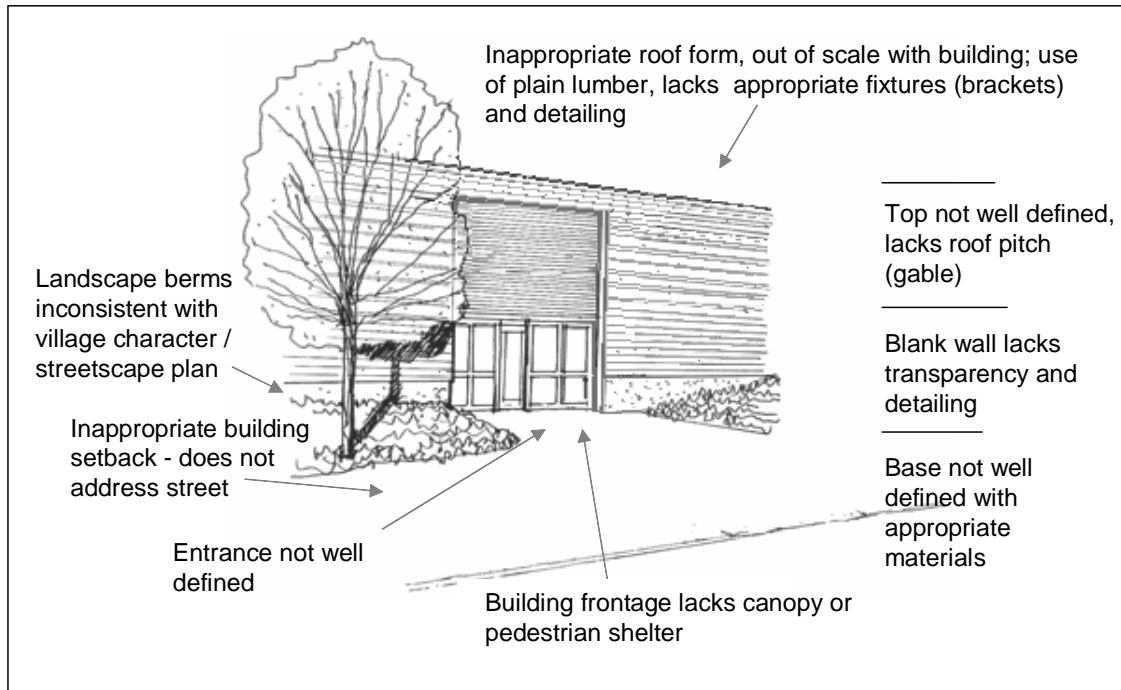 Inappropriate roof form, out of scale with building; use
of plain lumber, lacks appropriate fixtures (brackets)
and detailing
Top not well defined,
lacks roof pitch
(gable)
Landscape berms
inconsistent with
village character /
streetscape plan
Blank wall lacks
transparency and
detailing
Inappropriate building
setback - does not
address street
Base not well
defined with
appropriate
materials
Entrance not well
defined
Building frontage lacks canopy or
pedestrian shelter